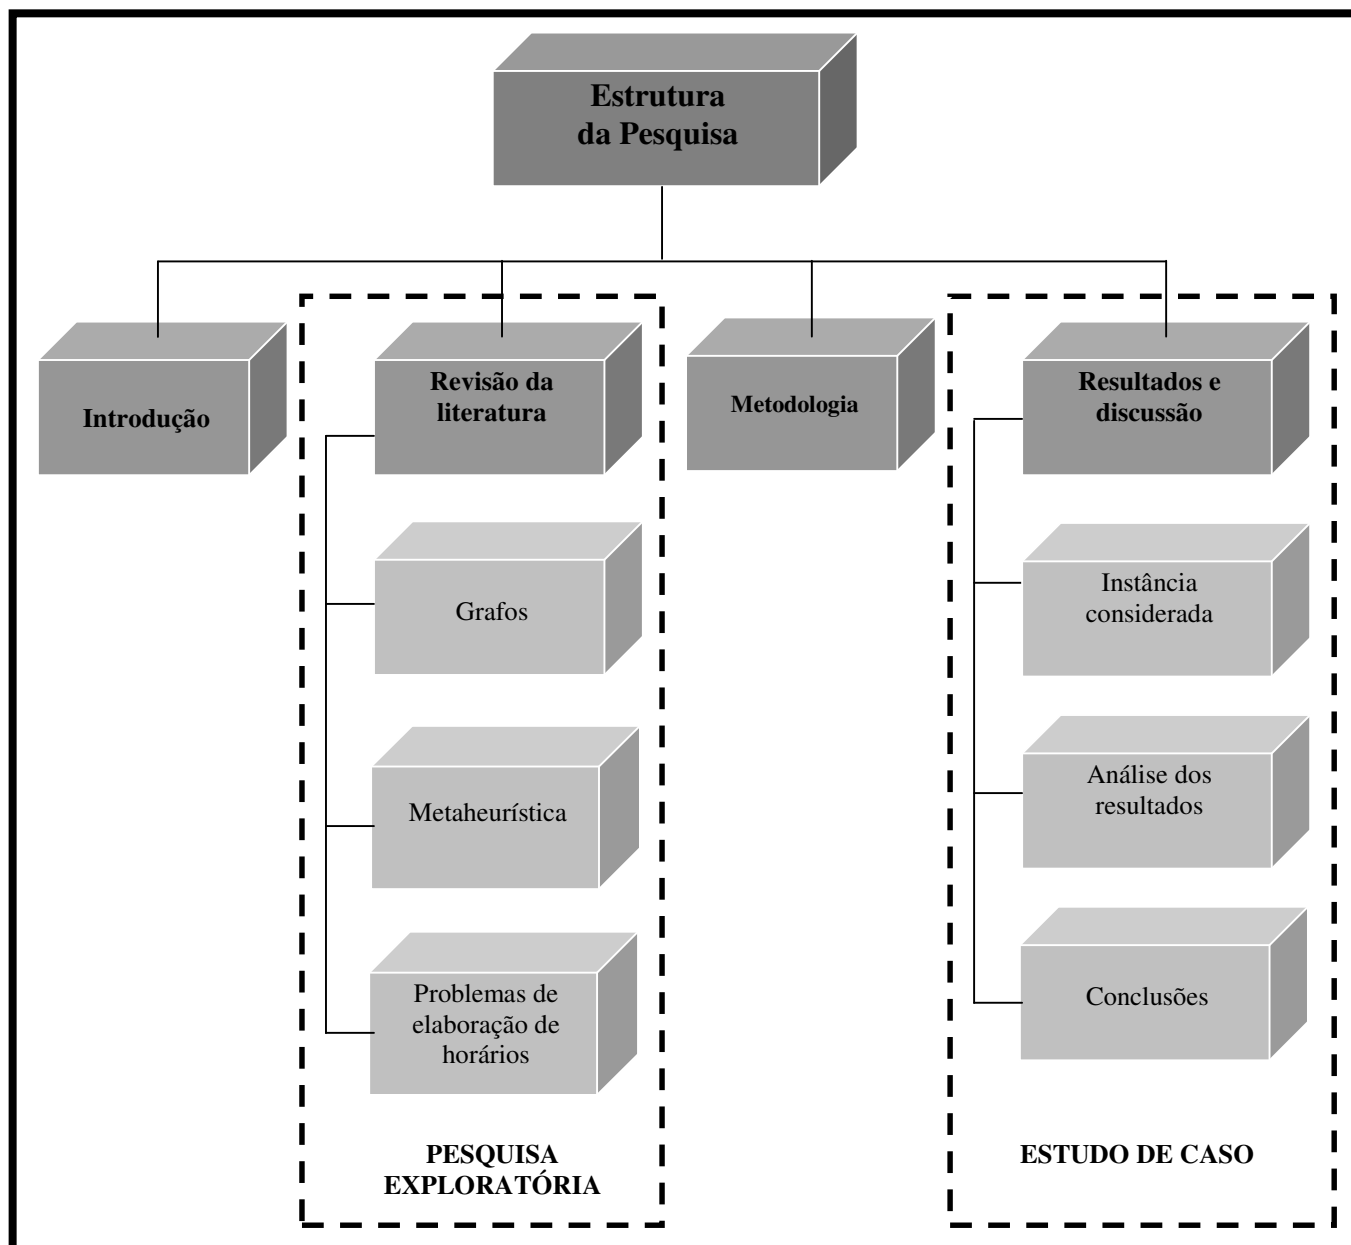 Estrutura
da Pesquisa
Introdução
Revisão da
literatura
Metodologia
Resultados e
discussão
Grafos
Metaheurística
Problemas de
elaboração de
horários
PESQUISA
EXPLORATÓRIA
Instância
considerada
Análise dos
resultados
Conclusões
ESTUDO DE CASO